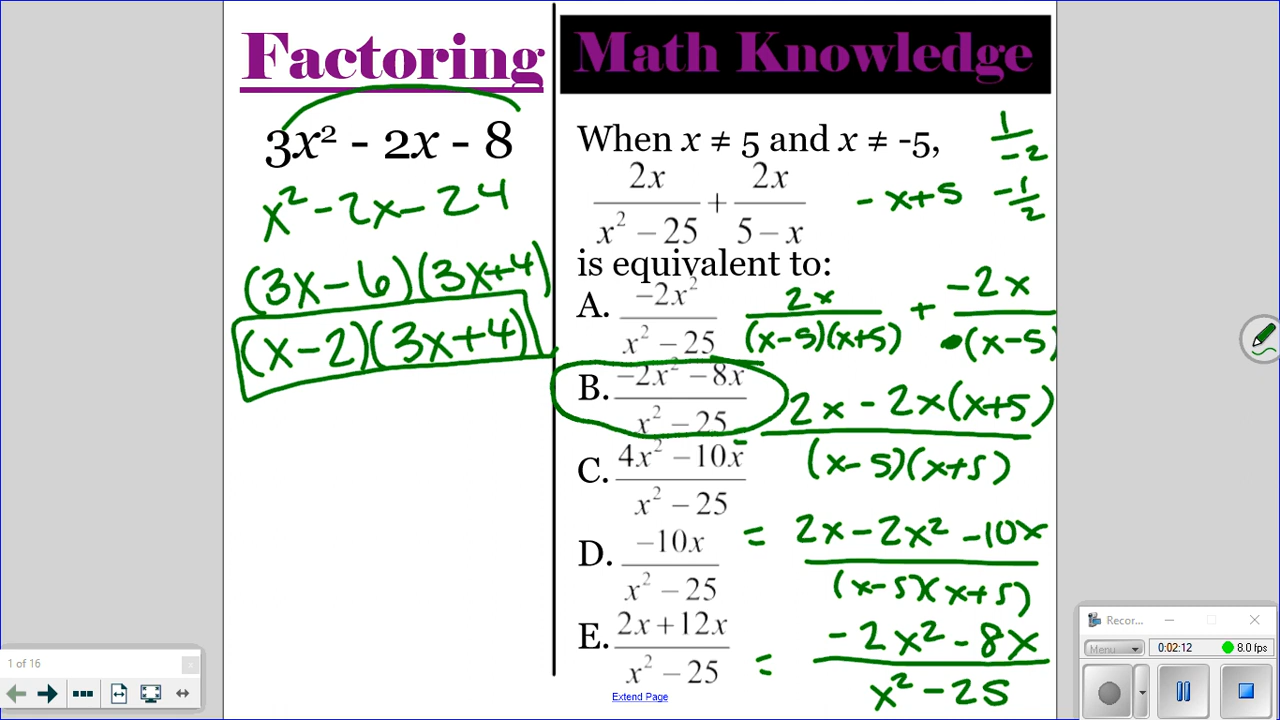 Factoring
3x² - 2x - 8
x² - 2x - 24
(3x - 6)(3x + 4)
(x - 2)(3x + 4)
Math Knowledge
When x ≠ 5 and x ≠ -5,
2x/(x² - 25) + 2x/(5 - x)
is equivalent to:
A. -2x²/(x² - 25)
B. (-2x² - 8x)/(x² - 25)
C. (4x² - 10x)/(x² - 25)
D. -10x/(x² - 25)
E. (2x + 12x)/(x² - 25)
1/-2
-x + 5
-1/2
2x/((x-5)(x+5)) + -2x/(x-5)
(2x - 2x(x+5))/((x-5)(x+5))
= (2x - 2x² - 10x)/((x-5)(x+5))
= (-2x² - 8x)/(x² - 25)
Extend Page
1 of 16
x
Recor...
Menu
0:02:12
8.0 fps